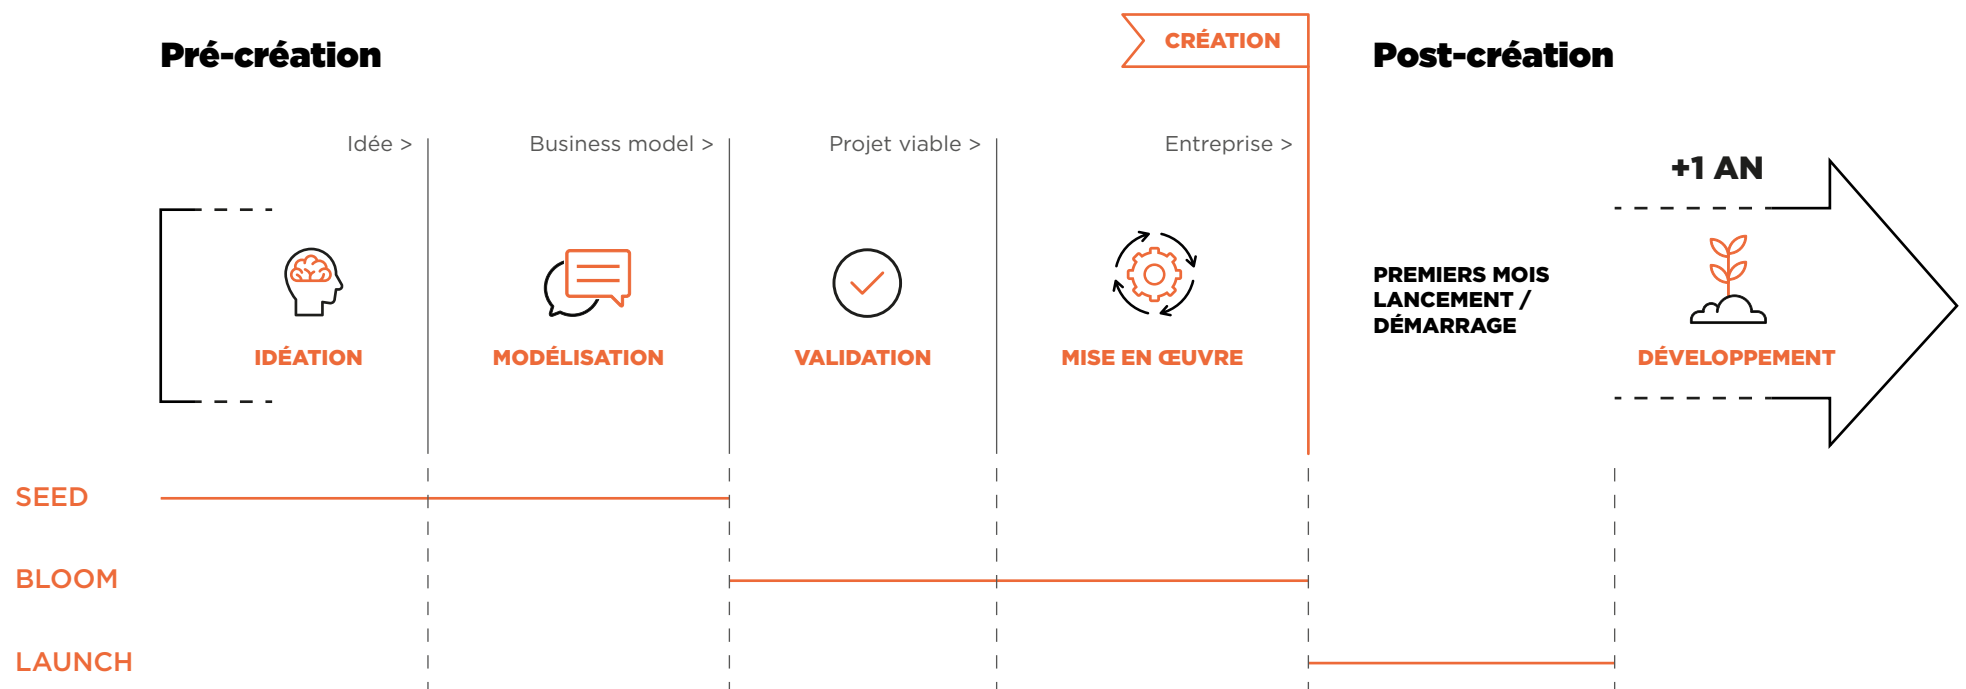 Pré-création
CRÉATION
Post-création
Idée >
Business model >
Projet viable >
Entreprise >
+1 AN
PREMIERS MOIS
LANCEMENT /
DÉMARRAGE
IDÉATION
MODÉLISATION
VALIDATION
MISE EN ŒUVRE
DÉVELOPPEMENT
SEED
BLOOM
LAUNCH